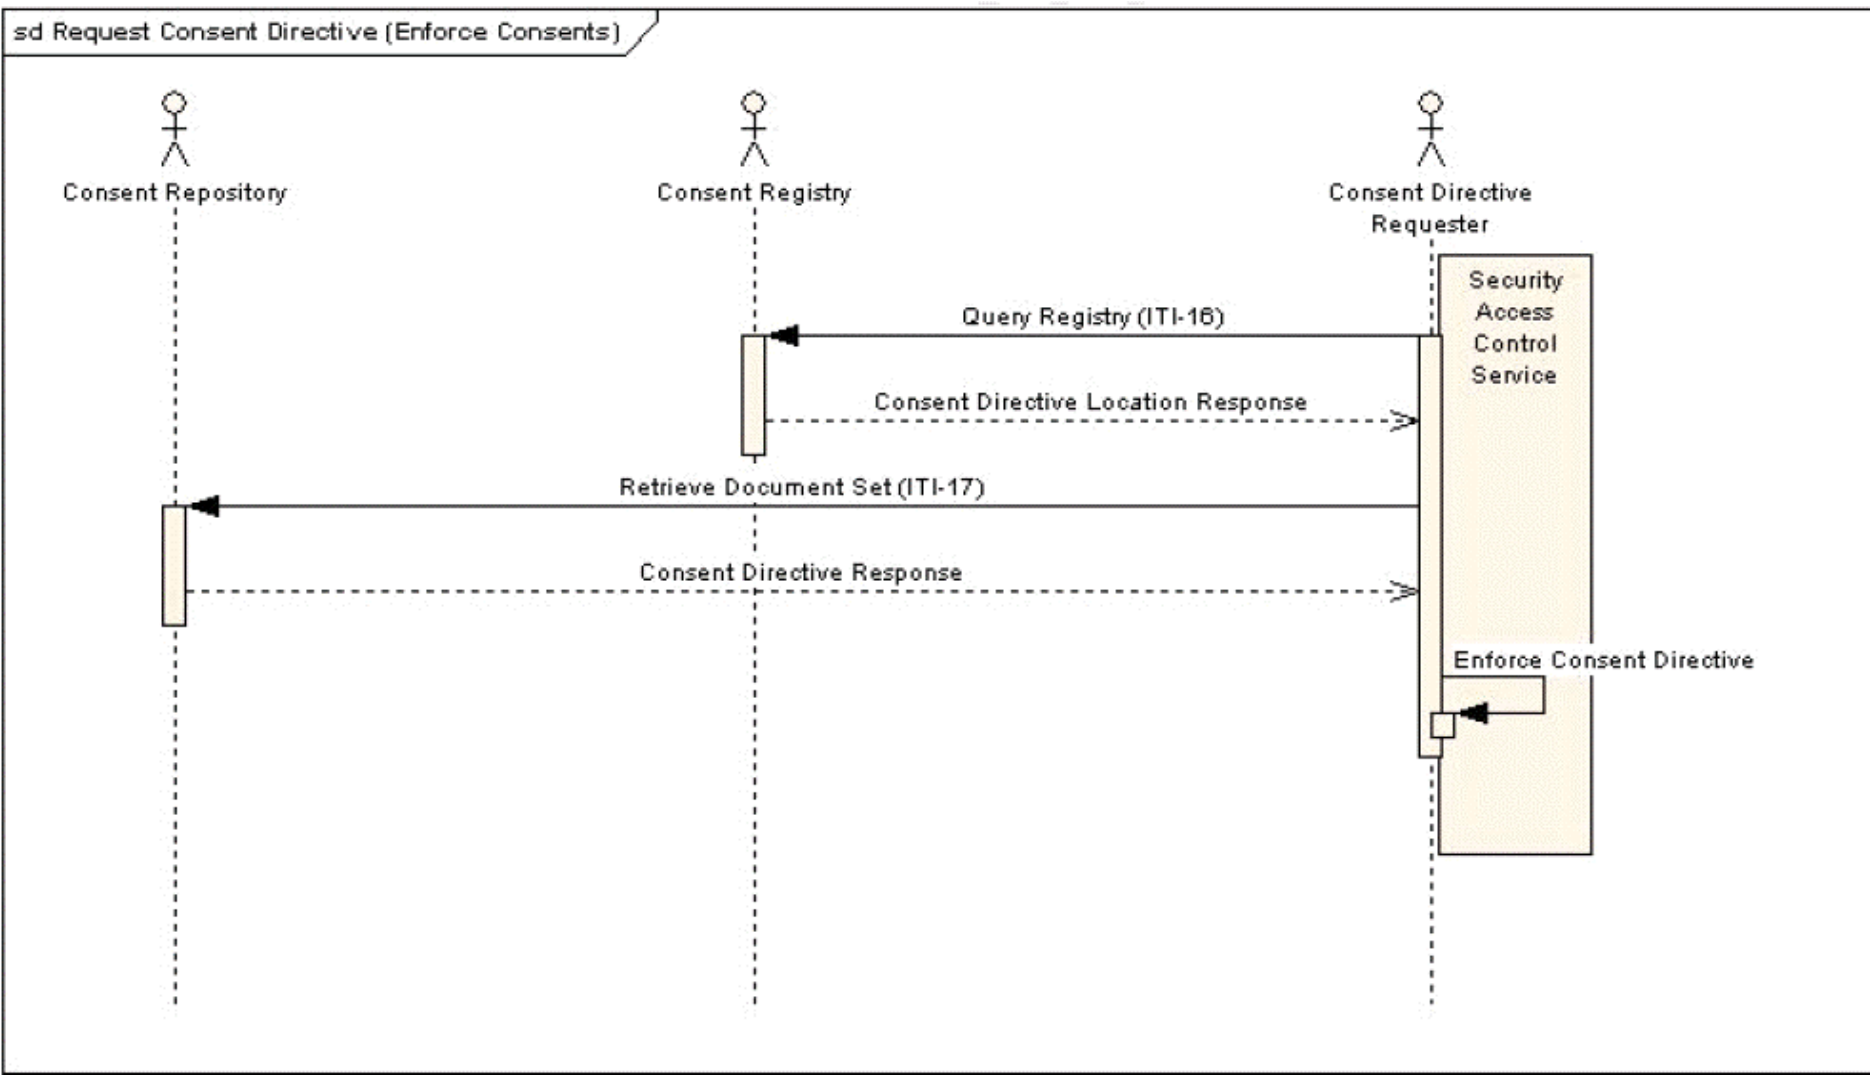 sd Request Consent Directive (Enforce Consents)
Consent Repository
Consent Registry
Consent Directive
Requester
Security
Access
Control
Service
Query Registry (ITI-16)
Consent Directive Location Response
Retrieve Document Set (ITI-17)
Consent Directive Response
Enforce Consent Directive